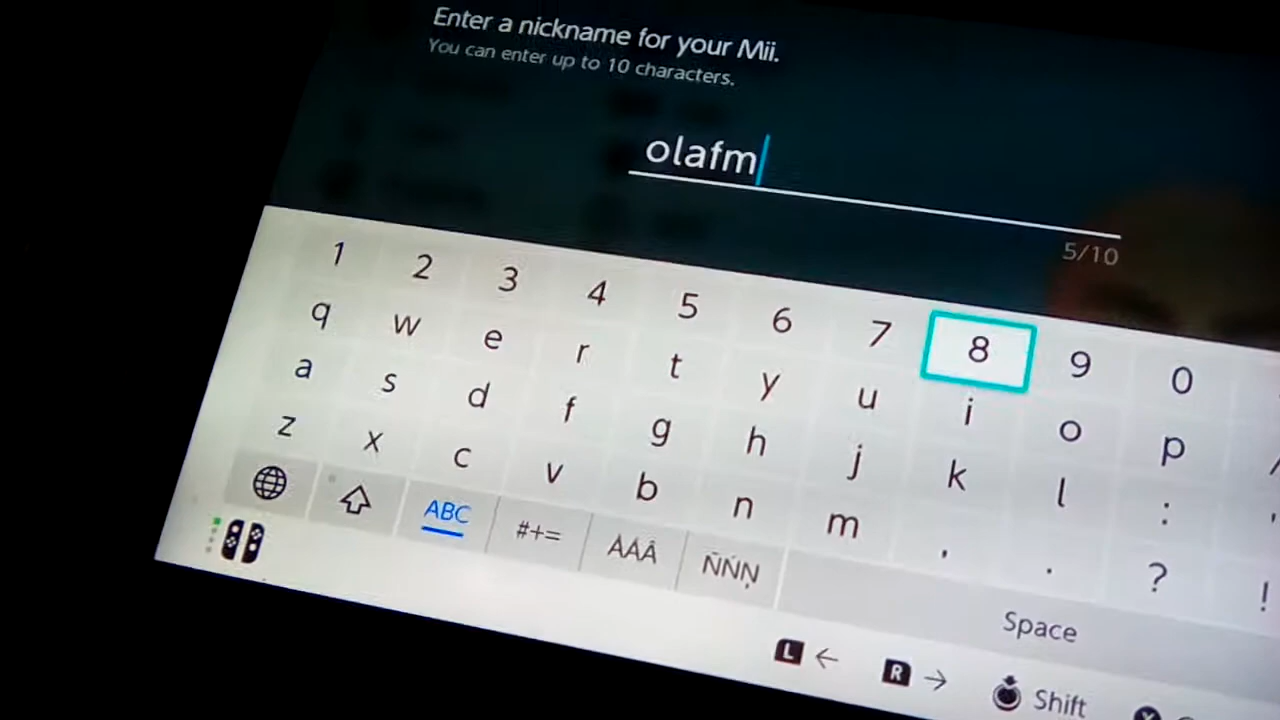 Enter a nickname for your Mii.
You can enter up to 10 characters.
olafm
5/10
1 2 3 4 5 6 7 8 9 0
q w e r t y u i o p
a s d f g h j k l :
z x c v b n m , . ? !
ABC #+= ÀÁÂ ÑŃŅ Space
L ← R → Shift